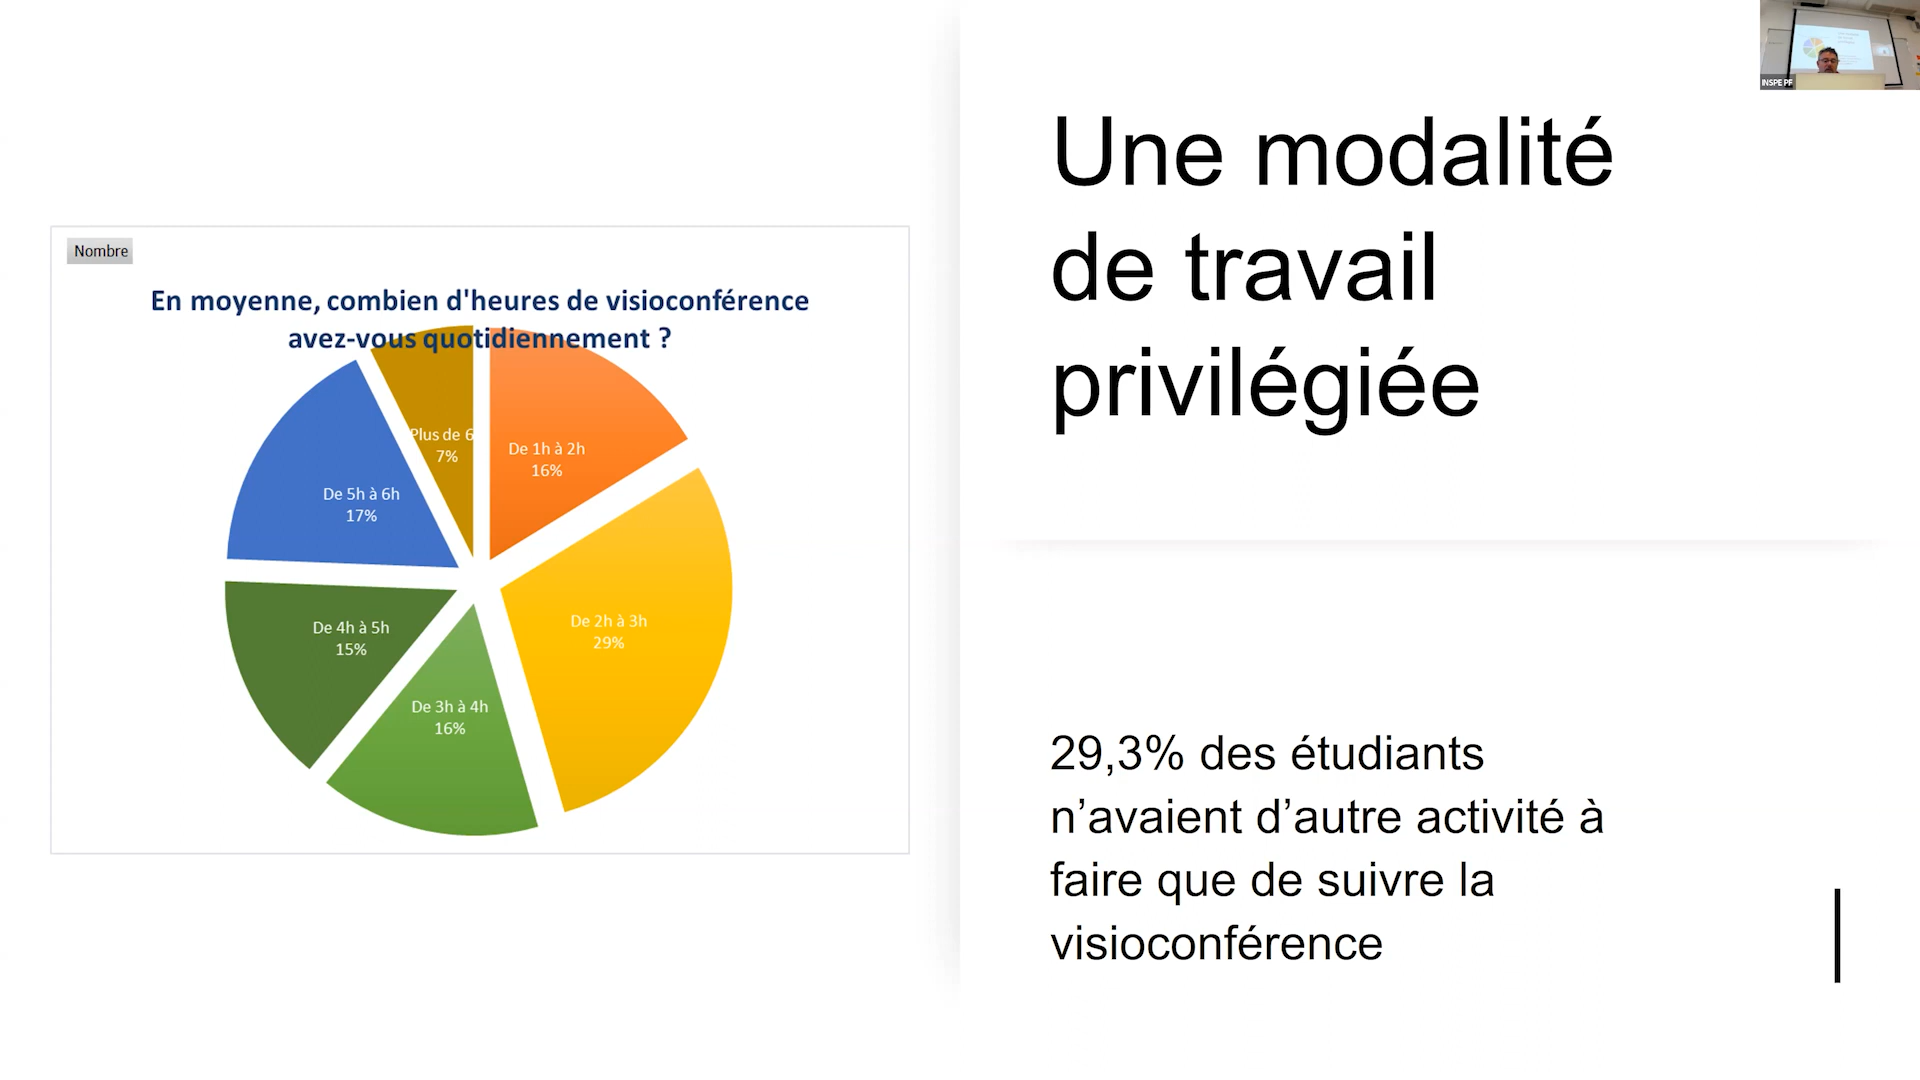 Nombre
En moyenne, combien d'heures de visioconférence
avez-vous quotidiennement ?
Plus de 6
7%
De 1h à 2h
16%
De 5h à 6h
17%
De 2h à 3h
29%
De 4h à 5h
15%
De 3h à 4h
16%
INSPE PF
Une modalité
de travail
privilégiée
29,3% des étudiants
n’avaient d’autre activité à
faire que de suivre la
visioconférence